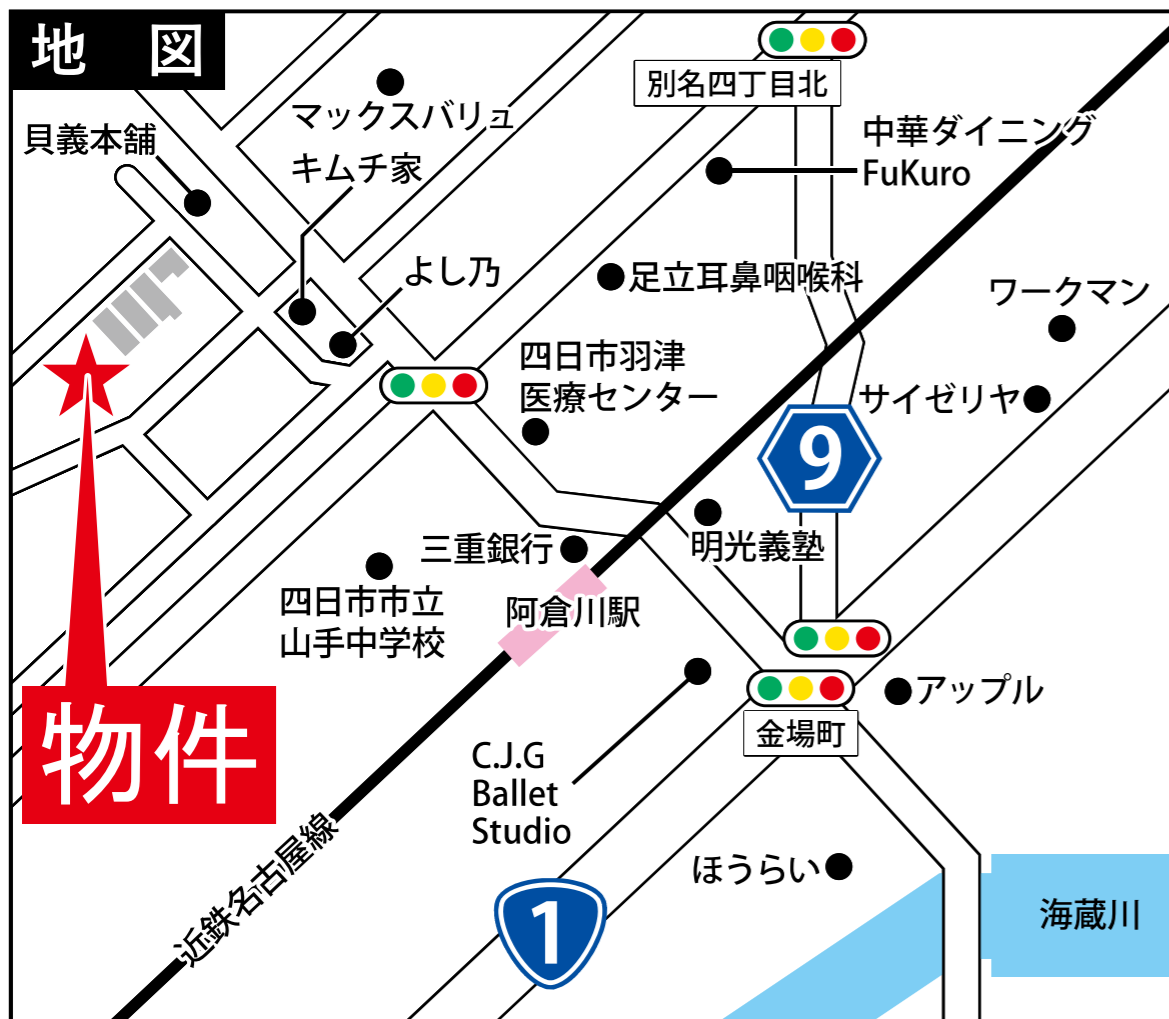 地 図
別名四丁目北
マックスバリュ
貝義本舗
キムチ家
中華ダイニング
FuKuro
よし乃
足立耳鼻咽喉科
ワークマン
四日市羽津
医療センター
サイゼリヤ
9
明光義塾
三重銀行
四日市市立
山手中学校
阿倉川駅
アップル
物件
金場町
C.J.G
Ballet
Studio
近鉄名古屋線
ほうらい
1
海蔵川